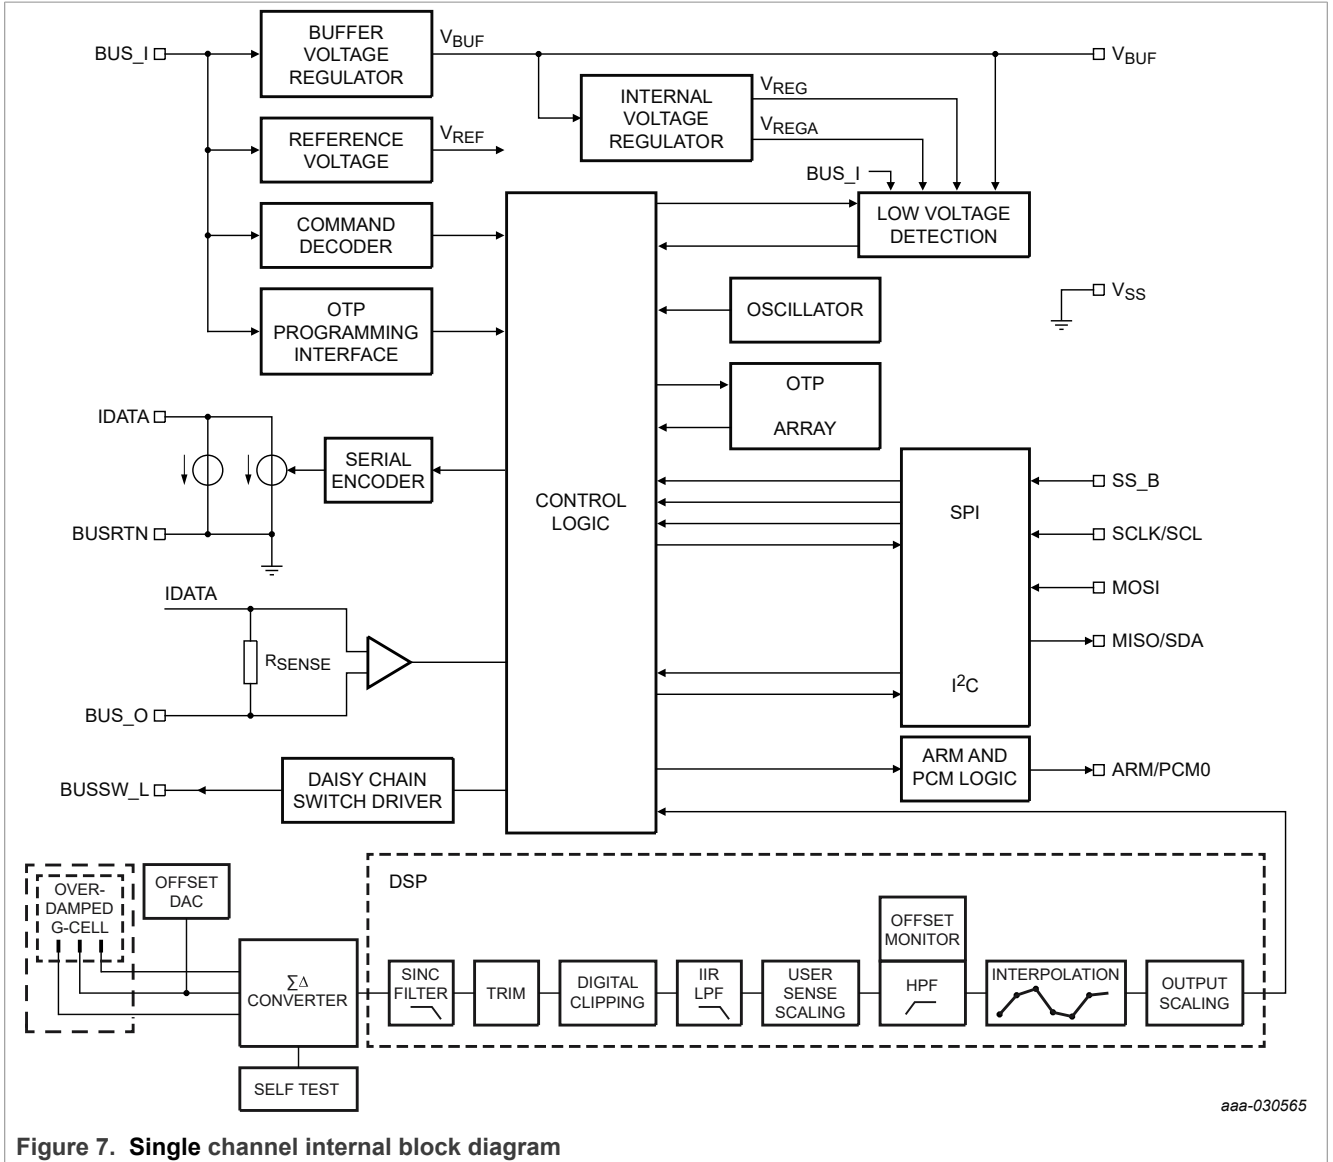 BUS_I
BUFFER
VOLTAGE
REGULATOR
VBUF
VBUF
INTERNAL
VOLTAGE
REGULATOR
VREG
VREGA
REFERENCE
VOLTAGE
VREF
BUS_I
LOW VOLTAGE
DETECTION
COMMAND
DECODER
OTP
PROGRAMMING
INTERFACE
OSCILLATOR
VSS
OTP
ARRAY
IDATA
SERIAL
ENCODER
BUSRTN
CONTROL
LOGIC
SPI
I2C
SS_B
SCLK/SCL
MOSI
MISO/SDA
IDATA
RSENSE
BUS_O
BUSSW_L
DAISY CHAIN
SWITCH DRIVER
ARM AND
PCM LOGIC
ARM/PCM0
OVER-
DAMPED
G-CELL
OFFSET
DAC
ΣΔ
CONVERTER
SELF TEST
DSP
SINC
FILTER
TRIM
DIGITAL
CLIPPING
IIR
LPF
USER
SENSE
SCALING
OFFSET
MONITOR
HPF
INTERPOLATION
OUTPUT
SCALING
aaa-030565
Figure 7. Single channel internal block diagram